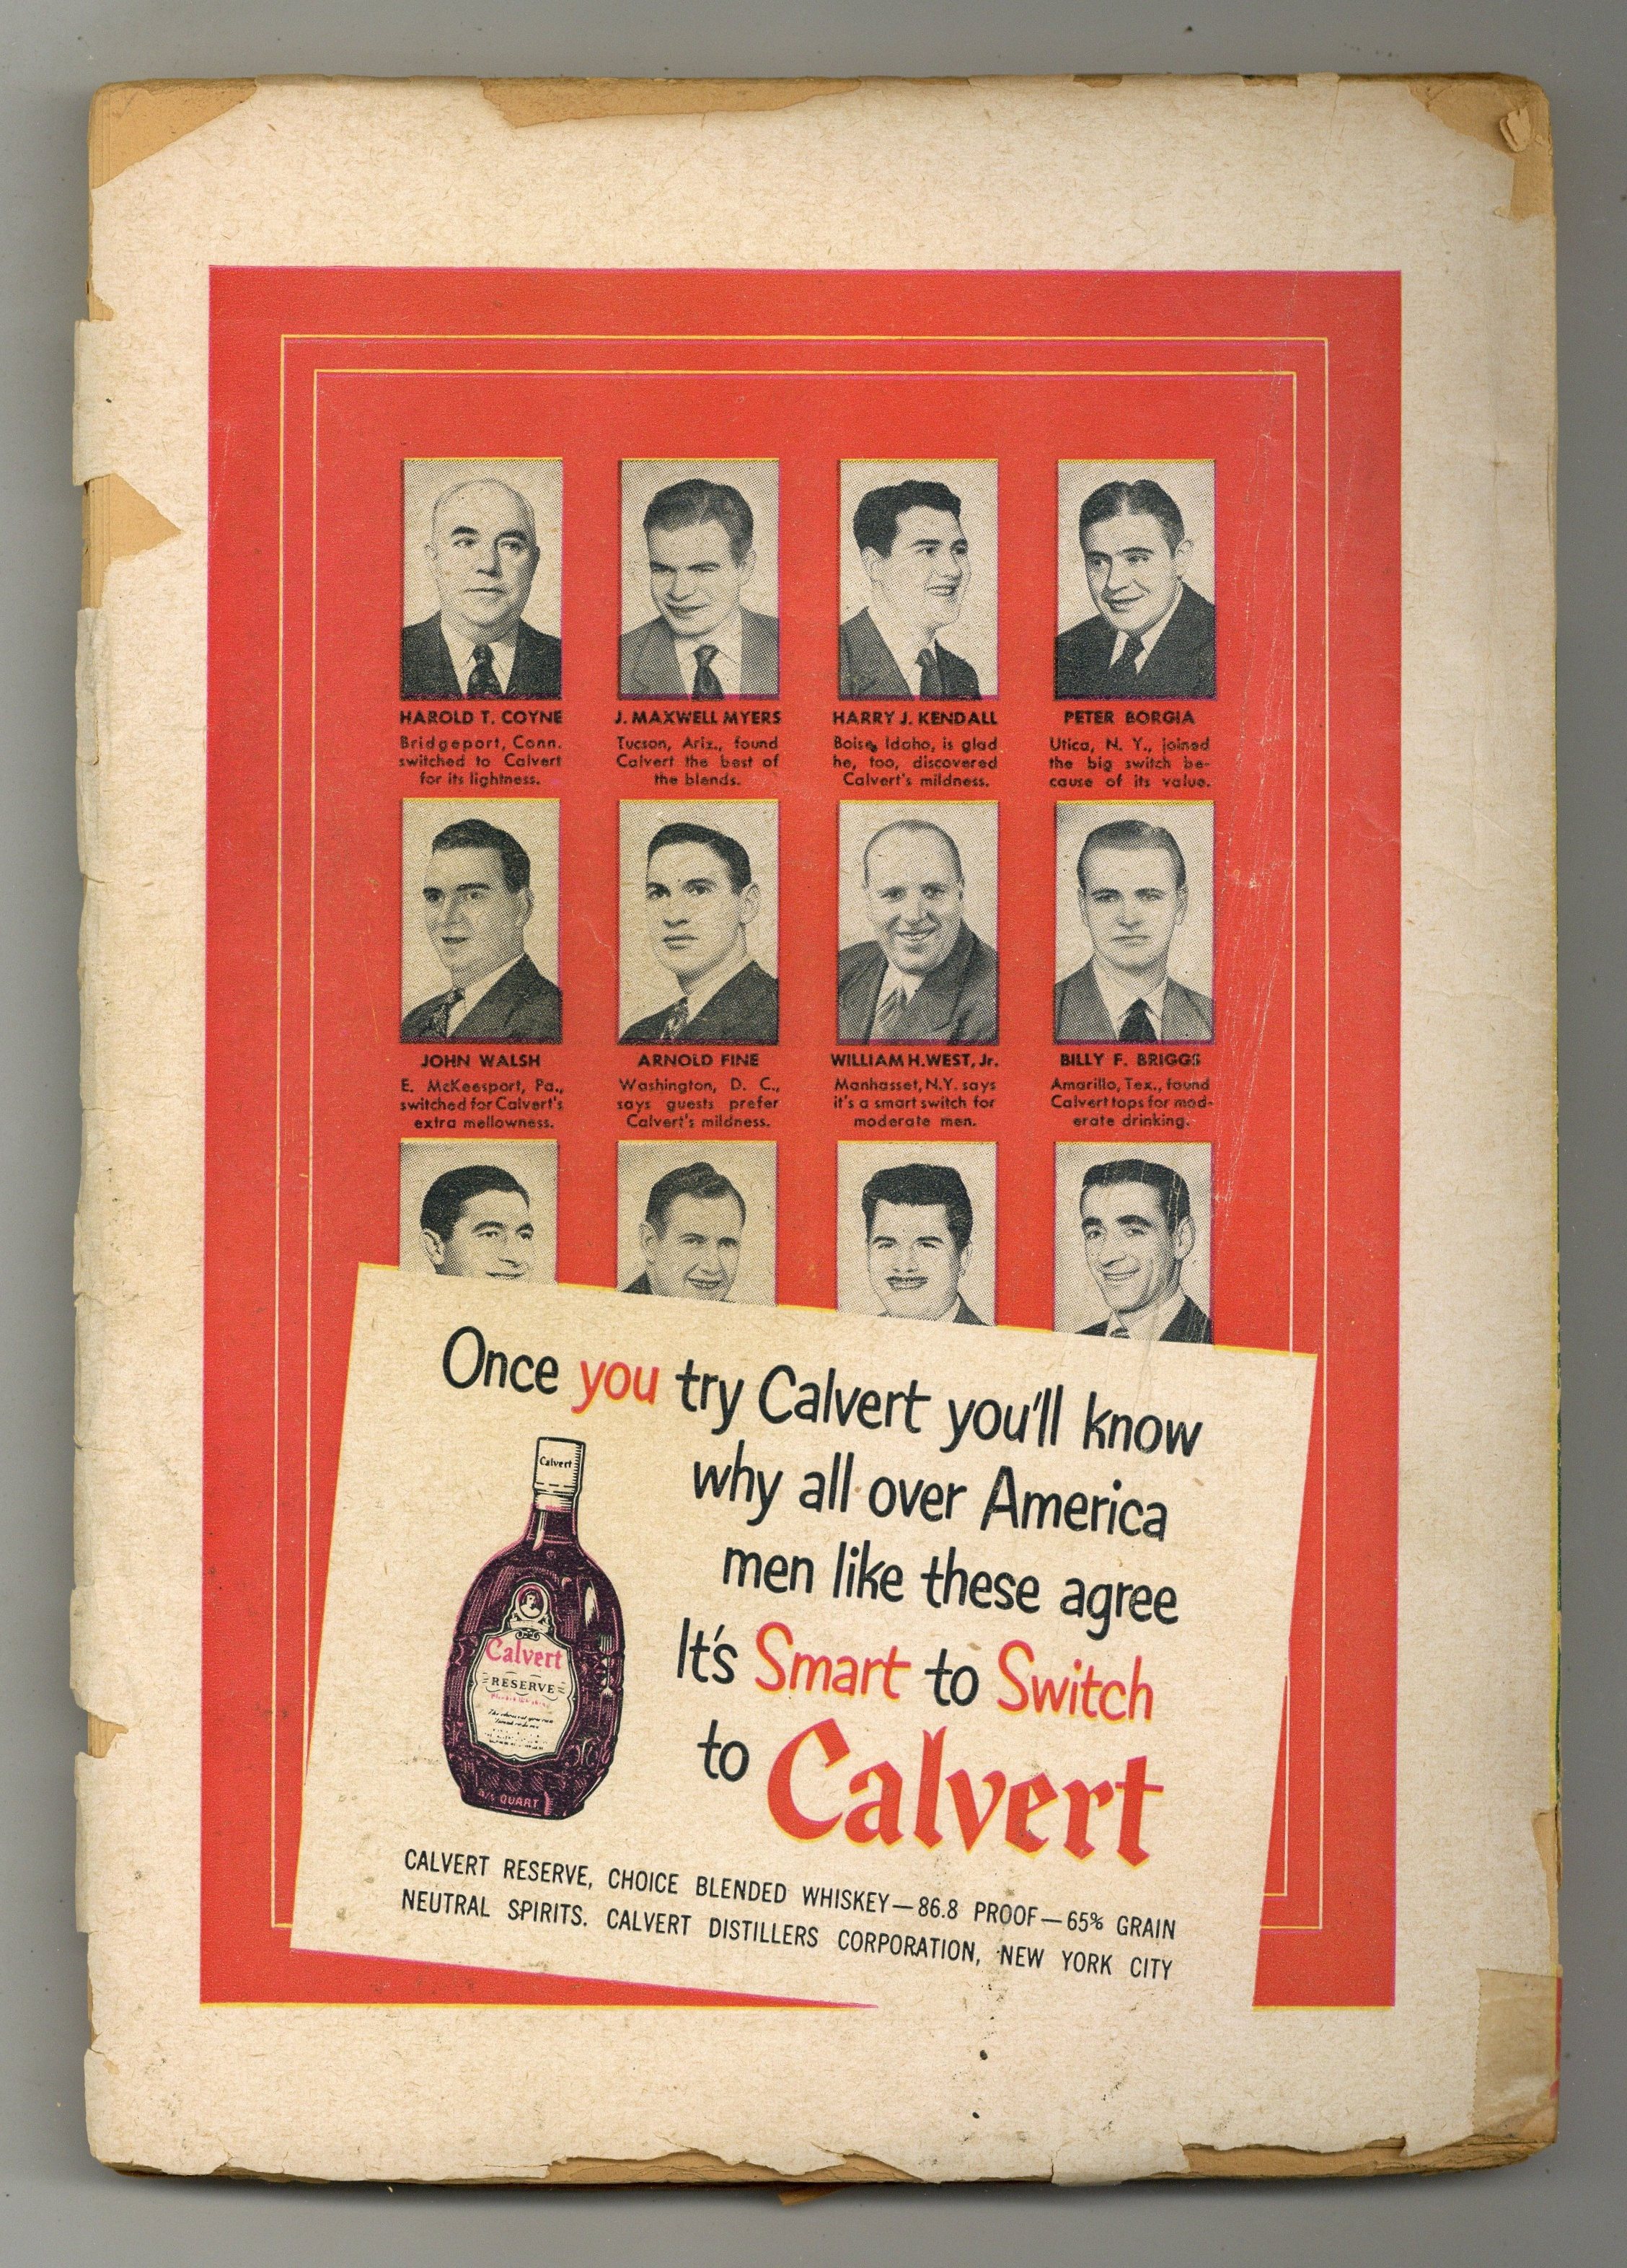 HAROLD T. COYNE
Bridgeport, Conn.
switched to Calvert
for its lightness.
J. MAXWELL MYERS
Tucson, Ariz., found
Calvert the best of
the blends.
HARRY J. KENDALL
Boise, Idaho, is glad
he, too, discovered
Calvert's mildness.
PETER BORGIA
Utica, N. Y., joined
the big switch be-
cause of its value.
JOHN WALSH
E. McKeesport, Pa.,
switched for Calvert's
extra mellowness.
ARNOLD FINE
Washington, D. C.,
says guests prefer
Calvert's mildness.
WILLIAM H. WEST, Jr.
Manhasset, N.Y. says
it's a smart switch for
moderate men.
BILLY F. BRIGGS
Amarillo, Tex., found
Calvert tops for mod-
erate drinking.
Once you try Calvert you'll know
why all over America
men like these agree
It's Smart to Switch
to Calvert
Calvert
Calvert
RESERVE
4/5 QUART
CALVERT RESERVE, CHOICE BLENDED WHISKEY—86.8 PROOF—65% GRAIN
NEUTRAL SPIRITS. CALVERT DISTILLERS CORPORATION, NEW YORK CITY